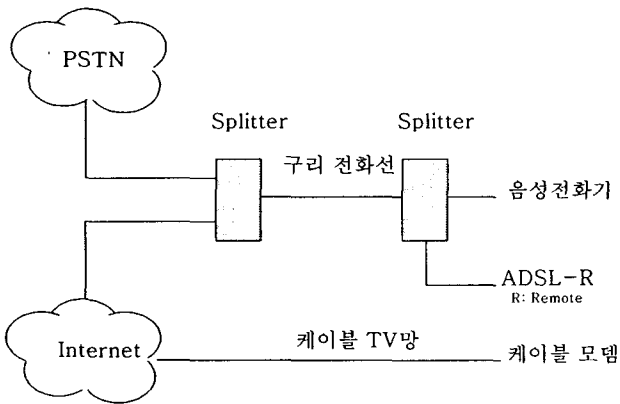 PSTN
Splitter
Splitter
구리 전화선
음성전화기
ADSL-R
R: Remote
Internet
케이블 TV망
케이블 모뎀